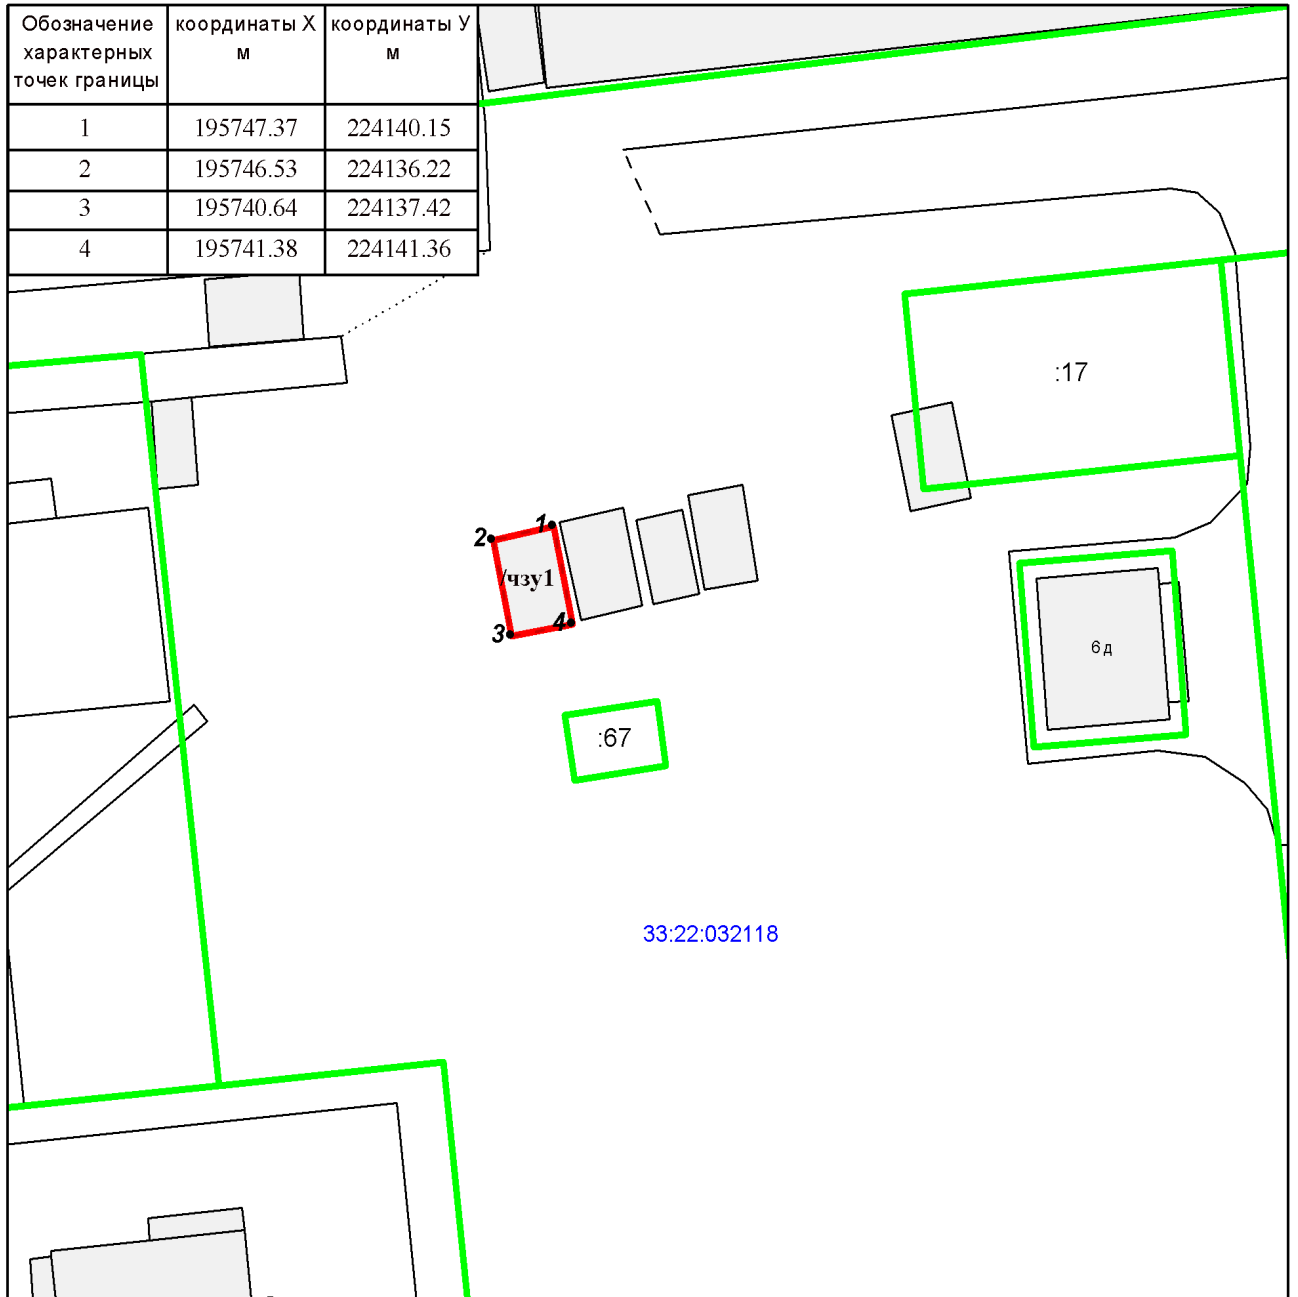 Обозначение характерных точек границы | координаты Х м | координаты У м
1 | 195747.37 | 224140.15
2 | 195746.53 | 224136.22
3 | 195740.64 | 224137.42
4 | 195741.38 | 224141.36
:17
1
2
/чзу1
4
3
6д
:67
33:22:032118